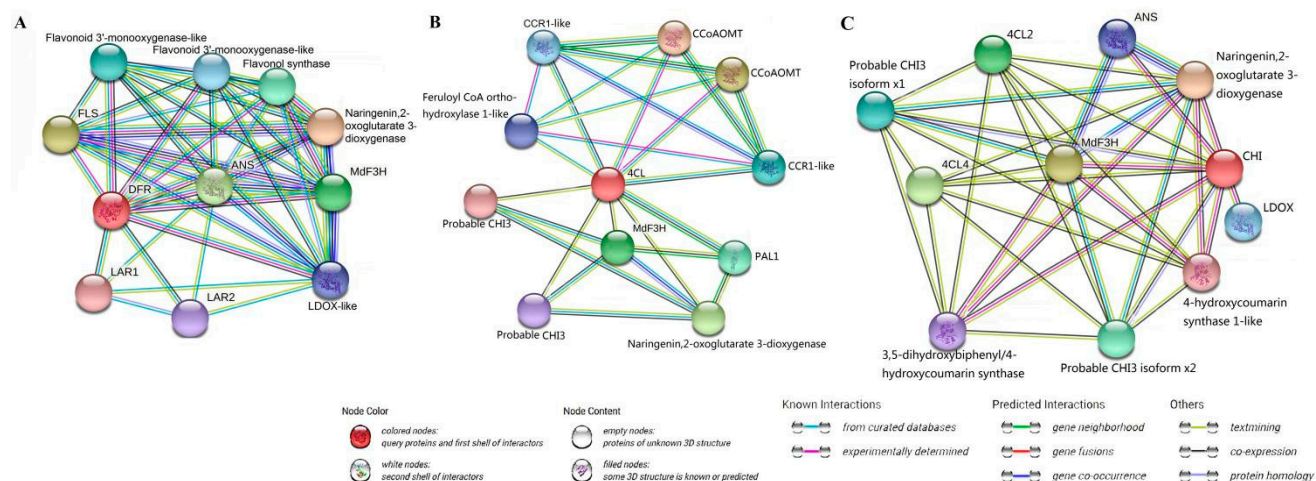 A
Flavonoid 3'-monooxygenase-like
Flavonoid 3'-monooxygenase-like
Flavonol synthase
FLS
Naringenin,2-
oxoglutarate 3-
dioxygenase
ANS
DFR
MdF3H
LAR1
LAR2
LDOX-like
B
CCR1-like
CCoAOMT
CCoAOMT
Feruloyl CoA ortho-
hydroxylase 1-like
CCR1-like
4CL
Probable CHI3
MdF3H
PAL1
Probable CHI3
Naringenin,2-oxoglutarate 3-dioxygenase
C
ANS
4CL2
Probable CHI3
isoform x1
Naringenin,2-
oxoglutarate 3-
dioxygenase
MdF3H
CHI
4CL4
LDOX
4-hydroxycoumarin
synthase 1-like
3,5-dihydroxybiphenyl/4-
hydroxycoumarin synthase
Probable CHI3 isoform x2
Node Color
colored nodes:
query proteins and first shell of interactors
white nodes:
second shell of interactors
Node Content
empty nodes:
proteins of unknown 3D structure
filled nodes:
some 3D structure is known or predicted
Known Interactions
from curated databases
experimentally determined
Predicted Interactions
gene neighborhood
gene fusions
gene co-occurrence
Others
textmining
co-expression
protein homology